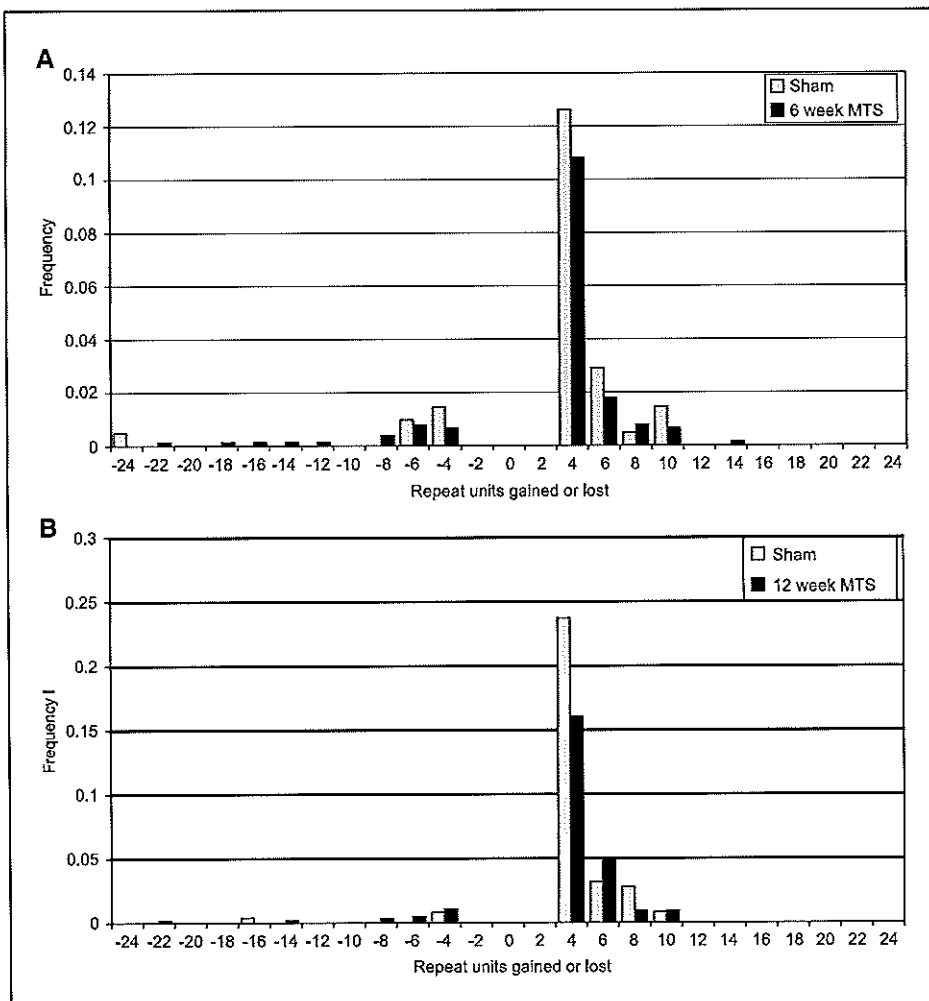 A
0.14
0.12
0.1
0.08
0.06
0.04
0.02
0
Frequency
Sham
6 week MTS
-24 -22 -20 -18 -16 -14 -12 -10 -8 -6 -4 -2 0 2 4 6 8 10 12 14 16 18 20 22 24
Repeat units gained or lost
B
0.3
0.25
0.2
0.15
0.1
0.05
0
Frequency I
Sham
12 week MTS
-24 -22 -20 -18 -16 -14 -12 -10 -8 -6 -4 -2 0 2 4 6 8 10 12 14 16 18 20 22 24
Repeat units gained or lost